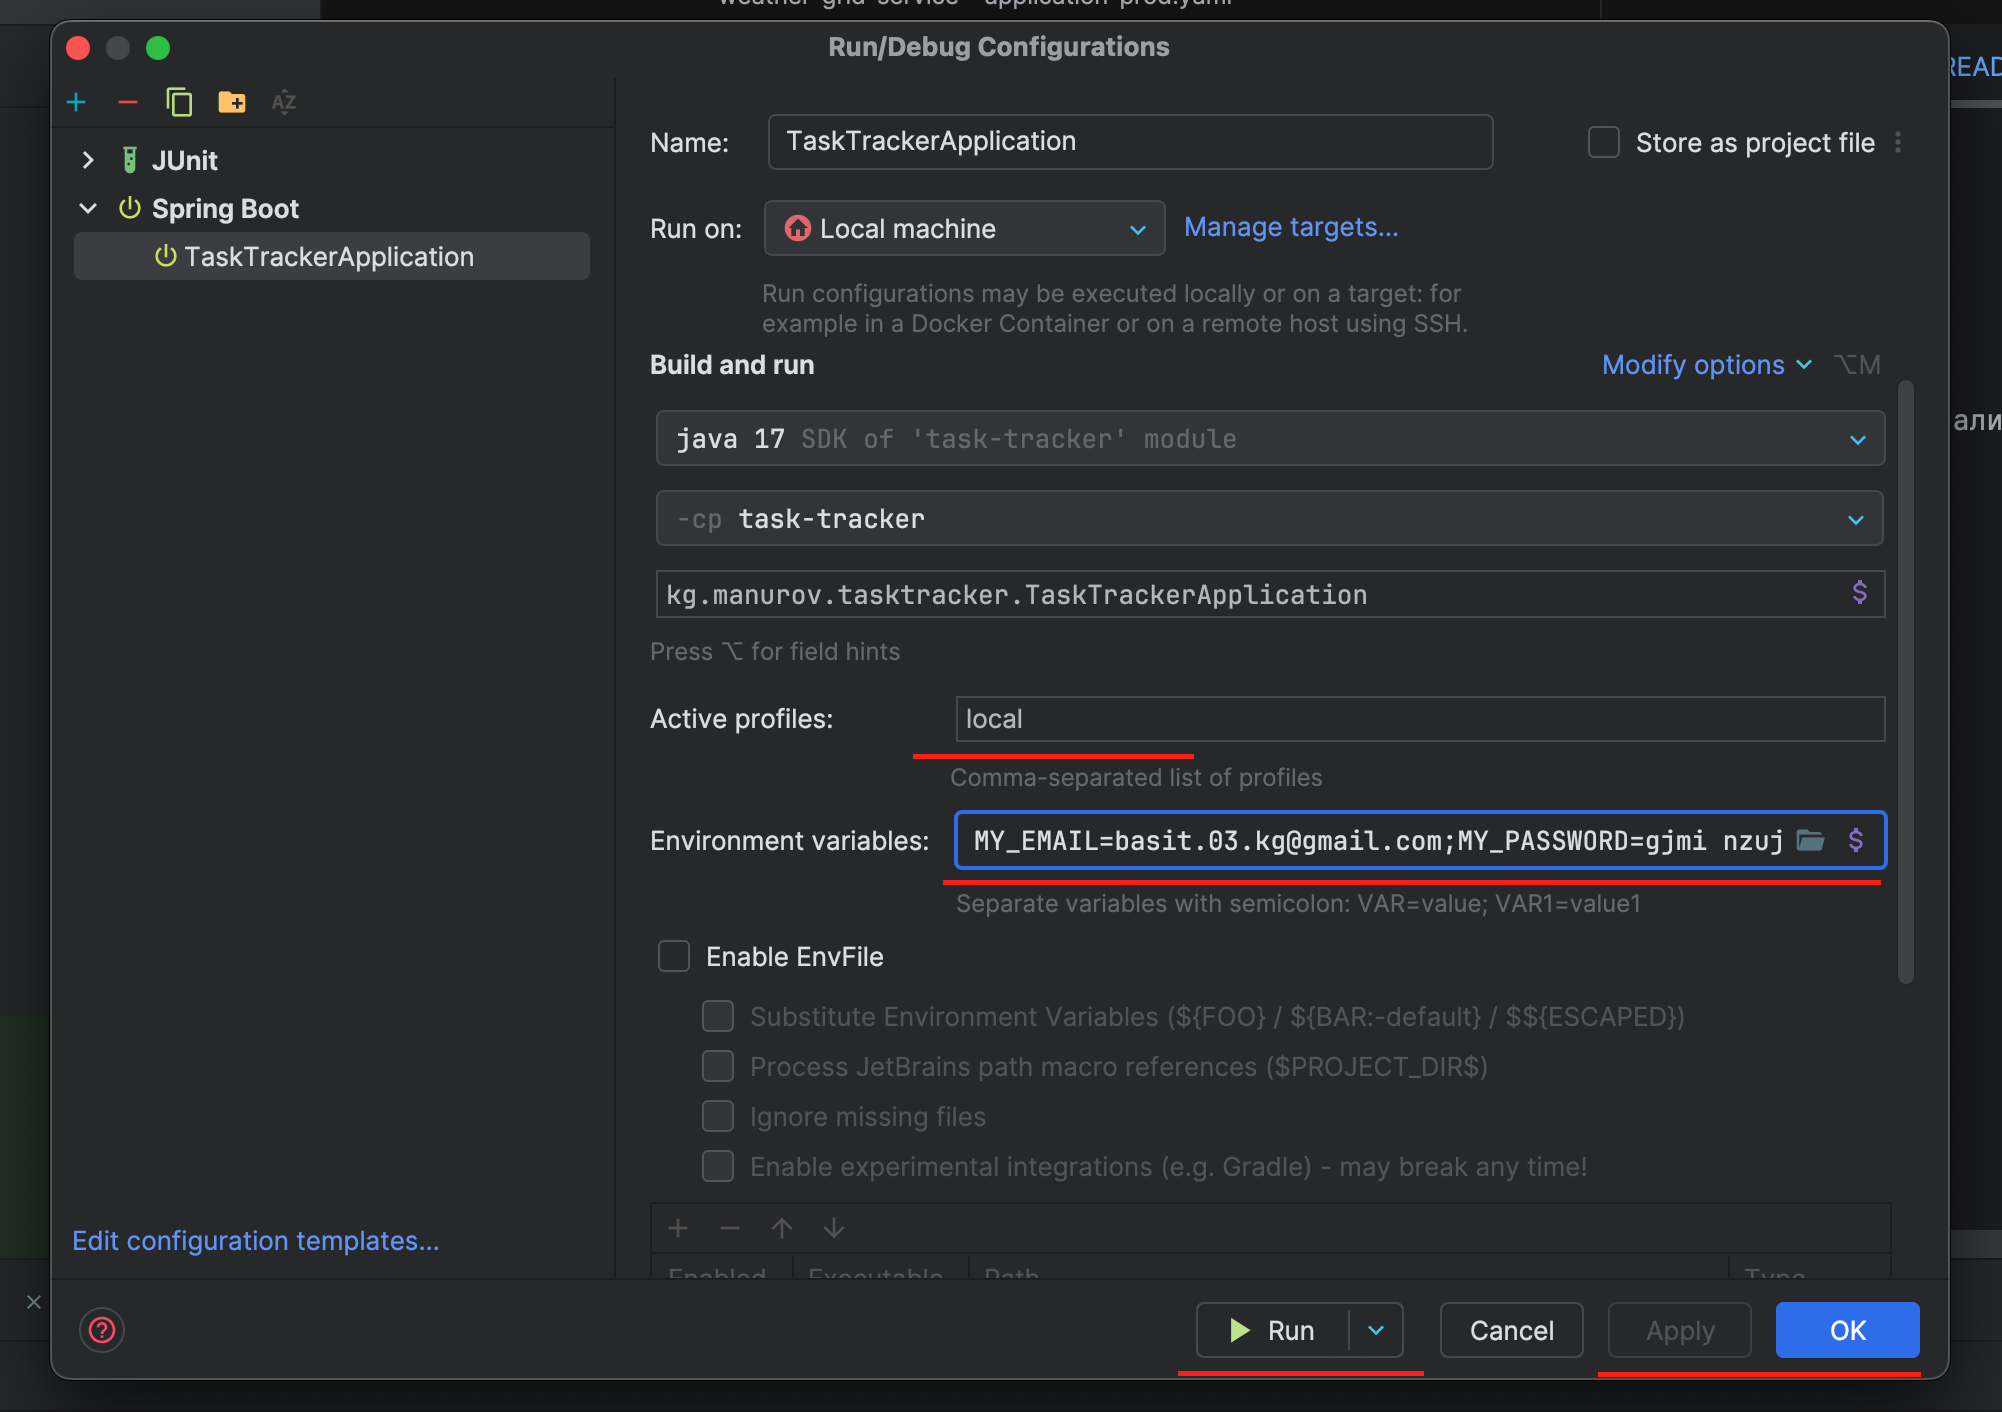 Run/Debug Configurations
READ
AZ
Name:
TaskTrackerApplication
Store as project file
JUnit
Spring Boot
TaskTrackerApplication
Run on:
Local machine
Manage targets...
Run configurations may be executed locally or on a target: for
example in a Docker Container or on a remote host using SSH.
Build and run
Modify options
⌥M
java 17 SDK of 'task-tracker' module
али
-cp task-tracker
kg.manurov.tasktracker.TaskTrackerApplication
$
Press ⌥ for field hints
Active profiles:
local
Comma-separated list of profiles
Environment variables:
MY_EMAIL=basit.03.kg@gmail.com;MY_PASSWORD=gjmi nzuj
$
Separate variables with semicolon: VAR=value; VAR1=value1
Enable EnvFile
Substitute Environment Variables (${FOO} / ${BAR:-default} / $${ESCAPED})
Process JetBrains path macro references ($PROJECT_DIR$)
Ignore missing files
Enable experimental integrations (e.g. Gradle) - may break any time!
Edit configuration templates...
Enabled
Executable
Path
Type
?
Run
Cancel
Apply
OK